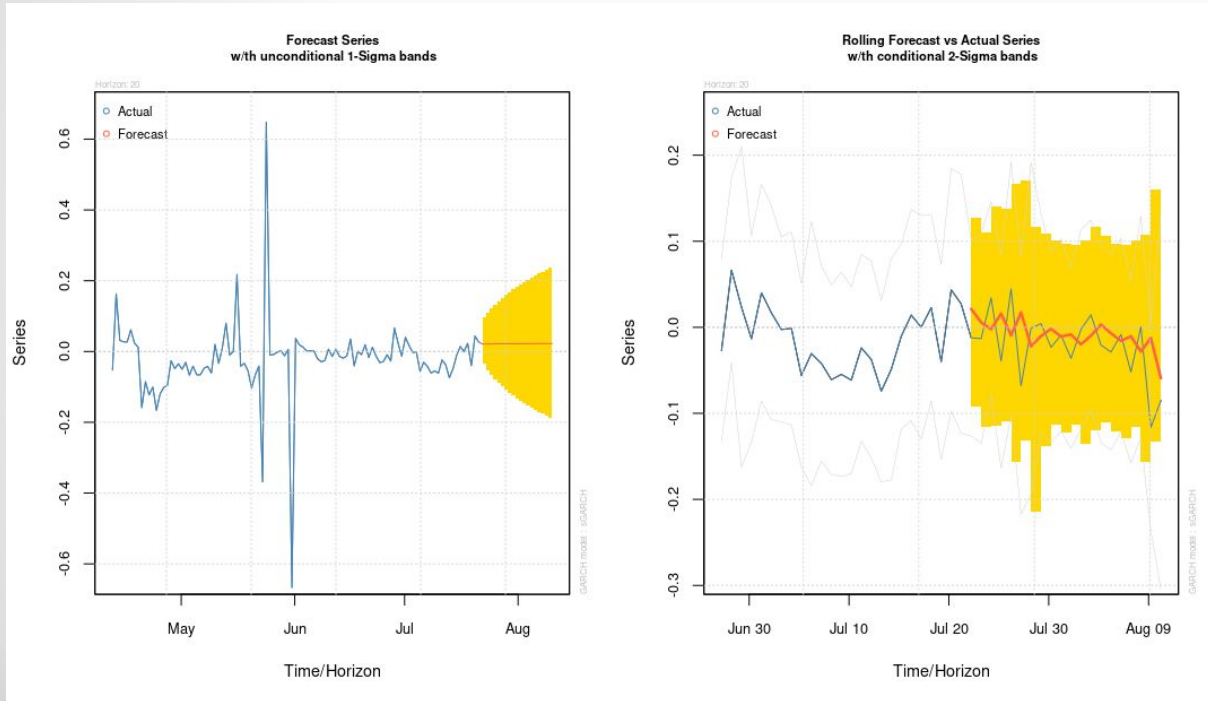 Forecast Series
w/th unconditional 1-Sigma bands
Horizon: 20
Actual
Forecast
0.6
0.4
0.2
0.0
-0.2
-0.4
-0.6
Series
GARCH model : sGARCH
May Jun Jul Aug
Time/Horizon
Rolling Forecast vs Actual Series
w/th conditional 2-Sigma bands
Horizon: 20
Actual
Forecast
0.2
0.1
0.0
-0.1
-0.2
-0.3
Series
GARCH model : sGARCH
Jun 30 Jul 10 Jul 20 Jul 30 Aug 09
Time/Horizon